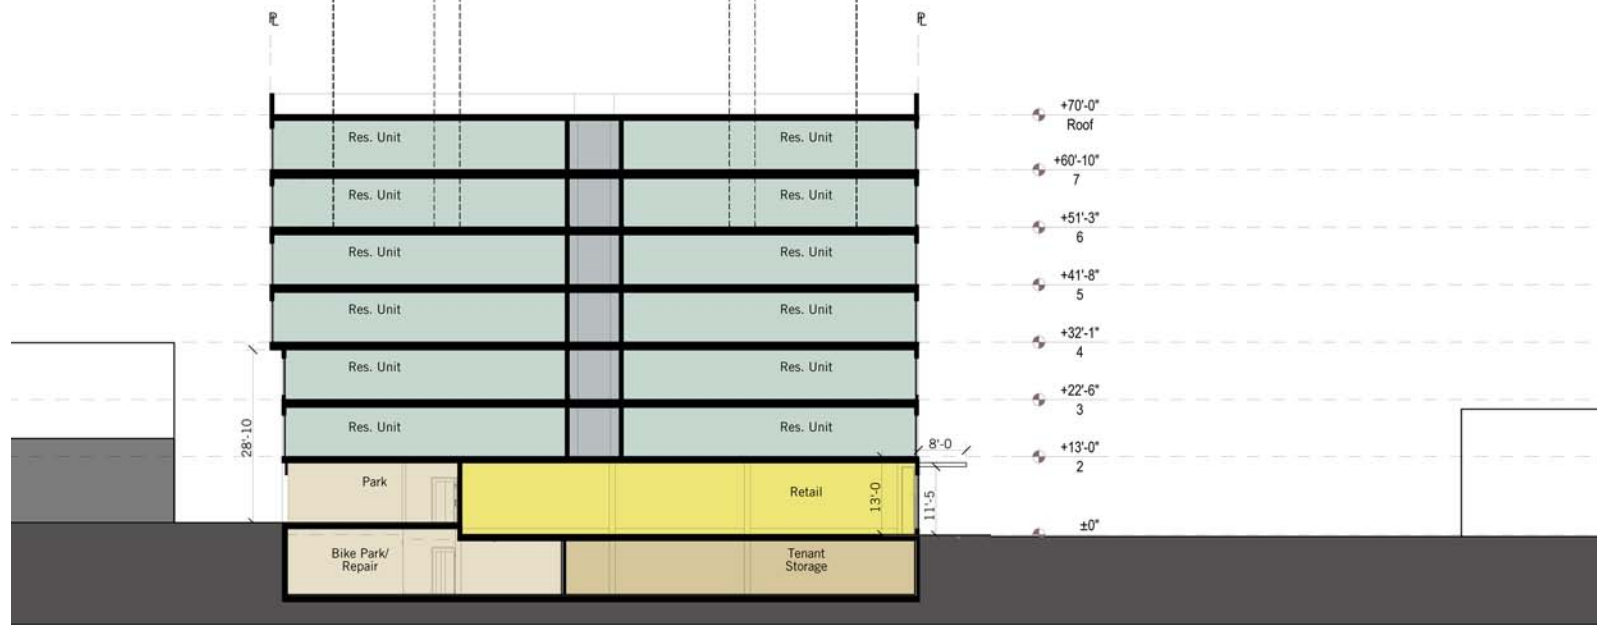 PL
PL
+70'-0"
Roof
Res. Unit
Res. Unit
+60'-10"
7
Res. Unit
Res. Unit
+51'-3"
6
Res. Unit
Res. Unit
+41'-8"
5
Res. Unit
Res. Unit
+32'-1"
4
Res. Unit
Res. Unit
+22'-6"
3
28'-10
Res. Unit
Res. Unit
8'-0
+13'-0"
2
Park
Retail
13'-0
11'-5
±0"
Bike Park/
Repair
Tenant
Storage